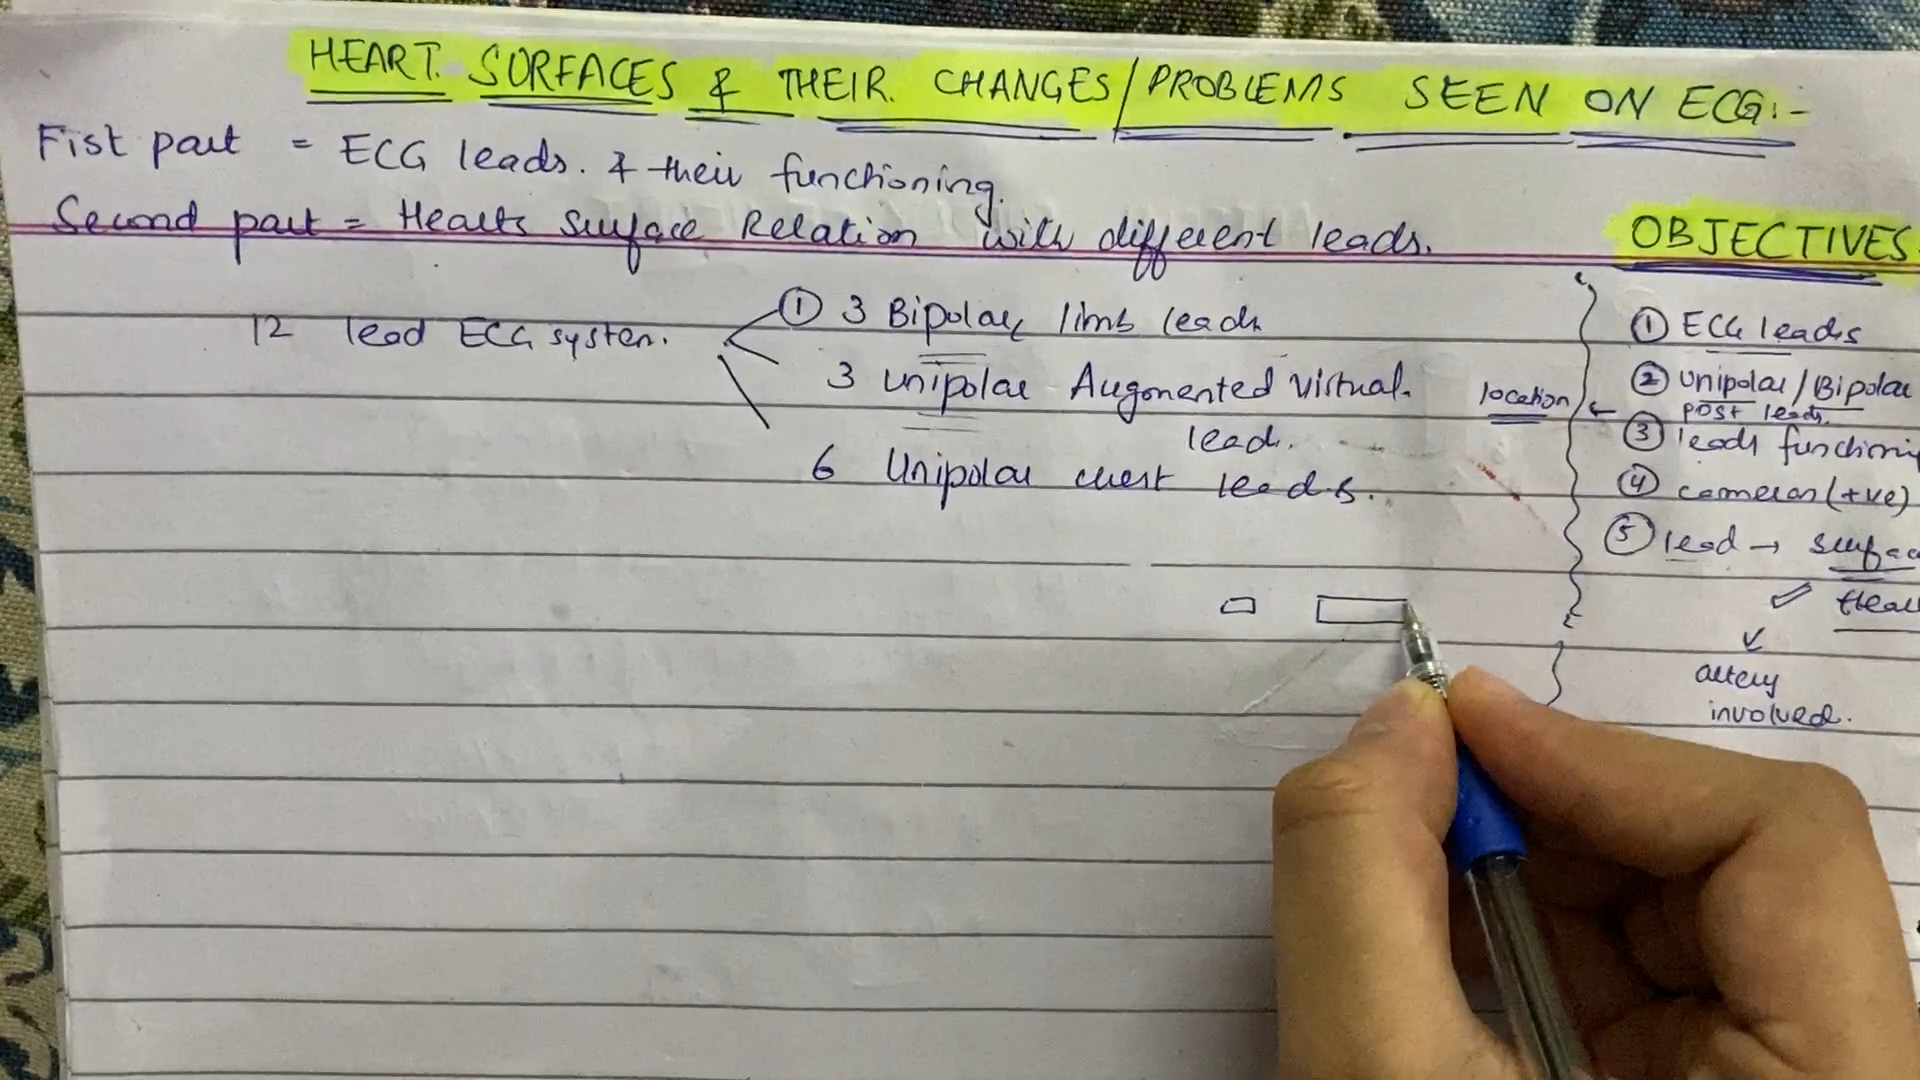 HEART. SURFACES & THEIR. CHANGES/PROBLEMS SEEN ON ECG:-
Fist part = ECG leads. & their functioning.
Second part = Hearts Surface Relation with different leads.
OBJECTIVES
12 lead ECG system.
① 3 Bipolar limb leads
3 unipolar Augmented virtual.
lead.
6 Unipolar chest leads.
location
① ECG leads
② Unipolar/Bipolar
post leads.
③ leads functioni
④ cameras (+ve)
⑤ lead → surfac
Hear
artery
involved.